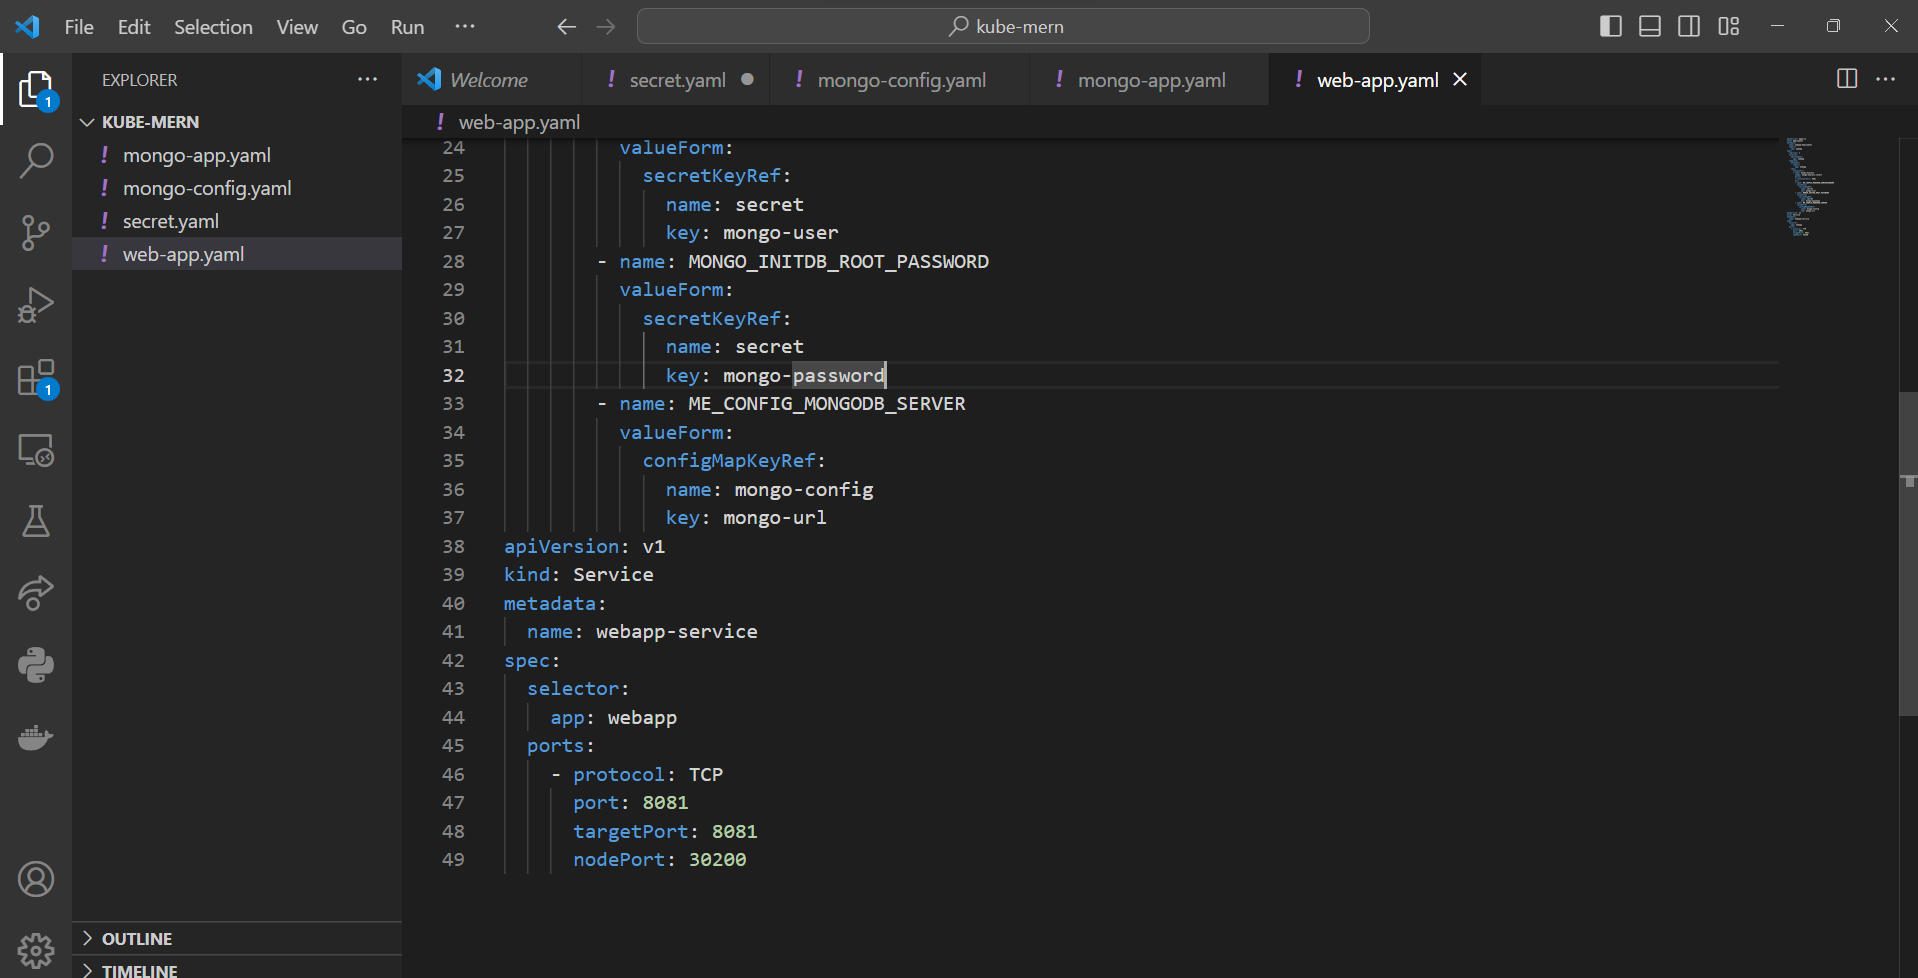 File Edit Selection View Go Run ··· kube-mern
EXPLORER ··· Welcome secret.yaml mongo-config.yaml mongo-app.yaml web-app.yaml
KUBE-MERN
mongo-app.yaml
mongo-config.yaml
secret.yaml
web-app.yaml
1
1
OUTLINE
TIMELINE
web-app.yaml
24 valueForm:
25 secretKeyRef:
26 name: secret
27 key: mongo-user
28 - name: MONGO_INITDB_ROOT_PASSWORD
29 valueForm:
30 secretKeyRef:
31 name: secret
32 key: mongo-password
33 - name: ME_CONFIG_MONGODB_SERVER
34 valueForm:
35 configMapKeyRef:
36 name: mongo-config
37 key: mongo-url
38 apiVersion: v1
39 kind: Service
40 metadata:
41 name: webapp-service
42 spec:
43 selector:
44 app: webapp
45 ports:
46 - protocol: TCP
47 port: 8081
48 targetPort: 8081
49 nodePort: 30200